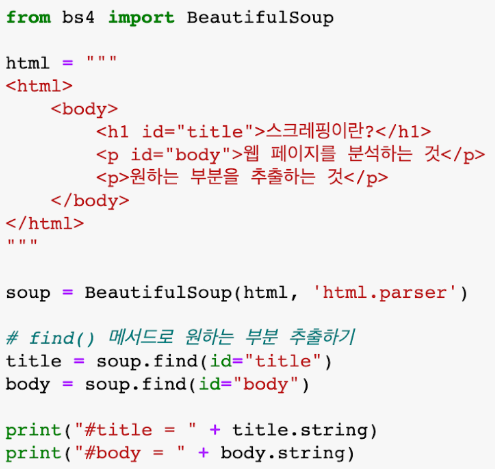 from bs4 import BeautifulSoup

html = """
<html>
    <body>
        <h1 id="title">스크레핑이란?</h1>
        <p id="body">웹 페이지를 분석하는 것</p>
        <p>원하는 부분을 추출하는 것</p>
    </body>
</html>
"""

soup = BeautifulSoup(html, 'html.parser')

# find() 메서드로 원하는 부분 추출하기
title = soup.find(id="title")
body = soup.find(id="body")

print("#title = " + title.string)
print("#body = " + body.string)